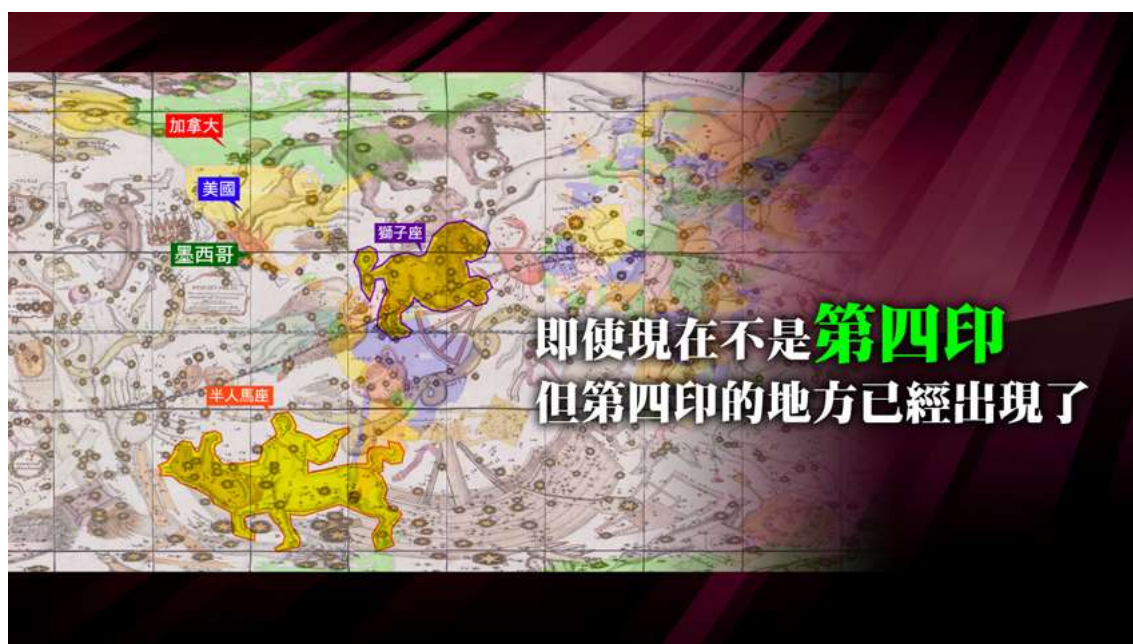 加拿大
美國
墨西哥
獅子座
半人馬座
即使現在不是第四印
但第四印的地方已經出現了